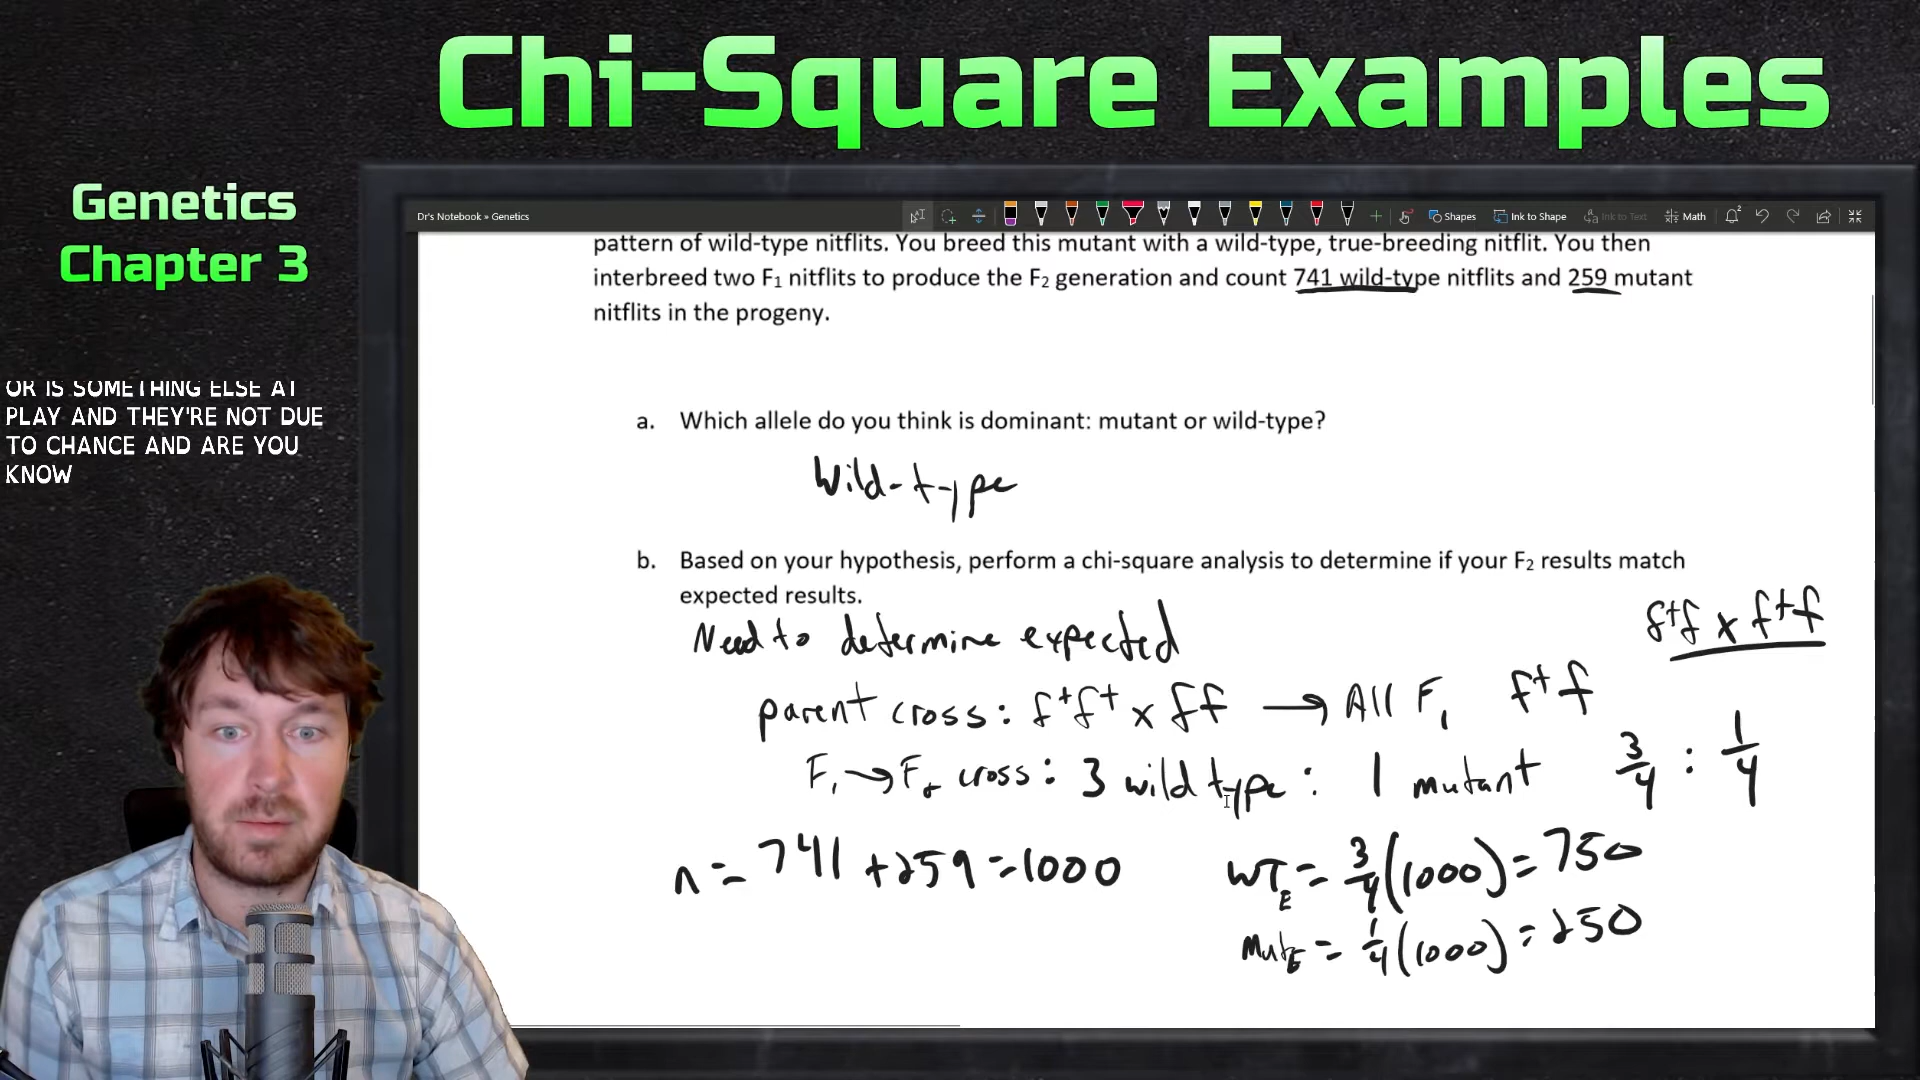 Chi-Square Examples
Genetics
Chapter 3
OR IS SOMETHING ELSE AT
PLAY AND THEY'RE NOT DUE
TO CHANCE AND ARE YOU
KNOW
Dr's Notebook » Genetics
Shapes
Ink to Shape
Ink to Text
Math
pattern of wild-type nitflits. You breed this mutant with a wild-type, true-breeding nitflit. You then
interbreed two F₁ nitflits to produce the F₂ generation and count 741 wild-type nitflits and 259 mutant
nitflits in the progeny.
a. Which allele do you think is dominant: mutant or wild-type?
Wild-type
b. Based on your hypothesis, perform a chi-square analysis to determine if your F₂ results match
expected results.
f⁺f x f⁺f
Need to determine expected
parent cross: f⁺f⁺ x ff → All F₁ f⁺f
F₁ → F₂ cross: 3 wild type : 1 mutant 3/4 : 1/4
n = 741 + 259 = 1000
WT_E = 3/4 (1000) = 750
Mut_E = 1/4 (1000) = 250